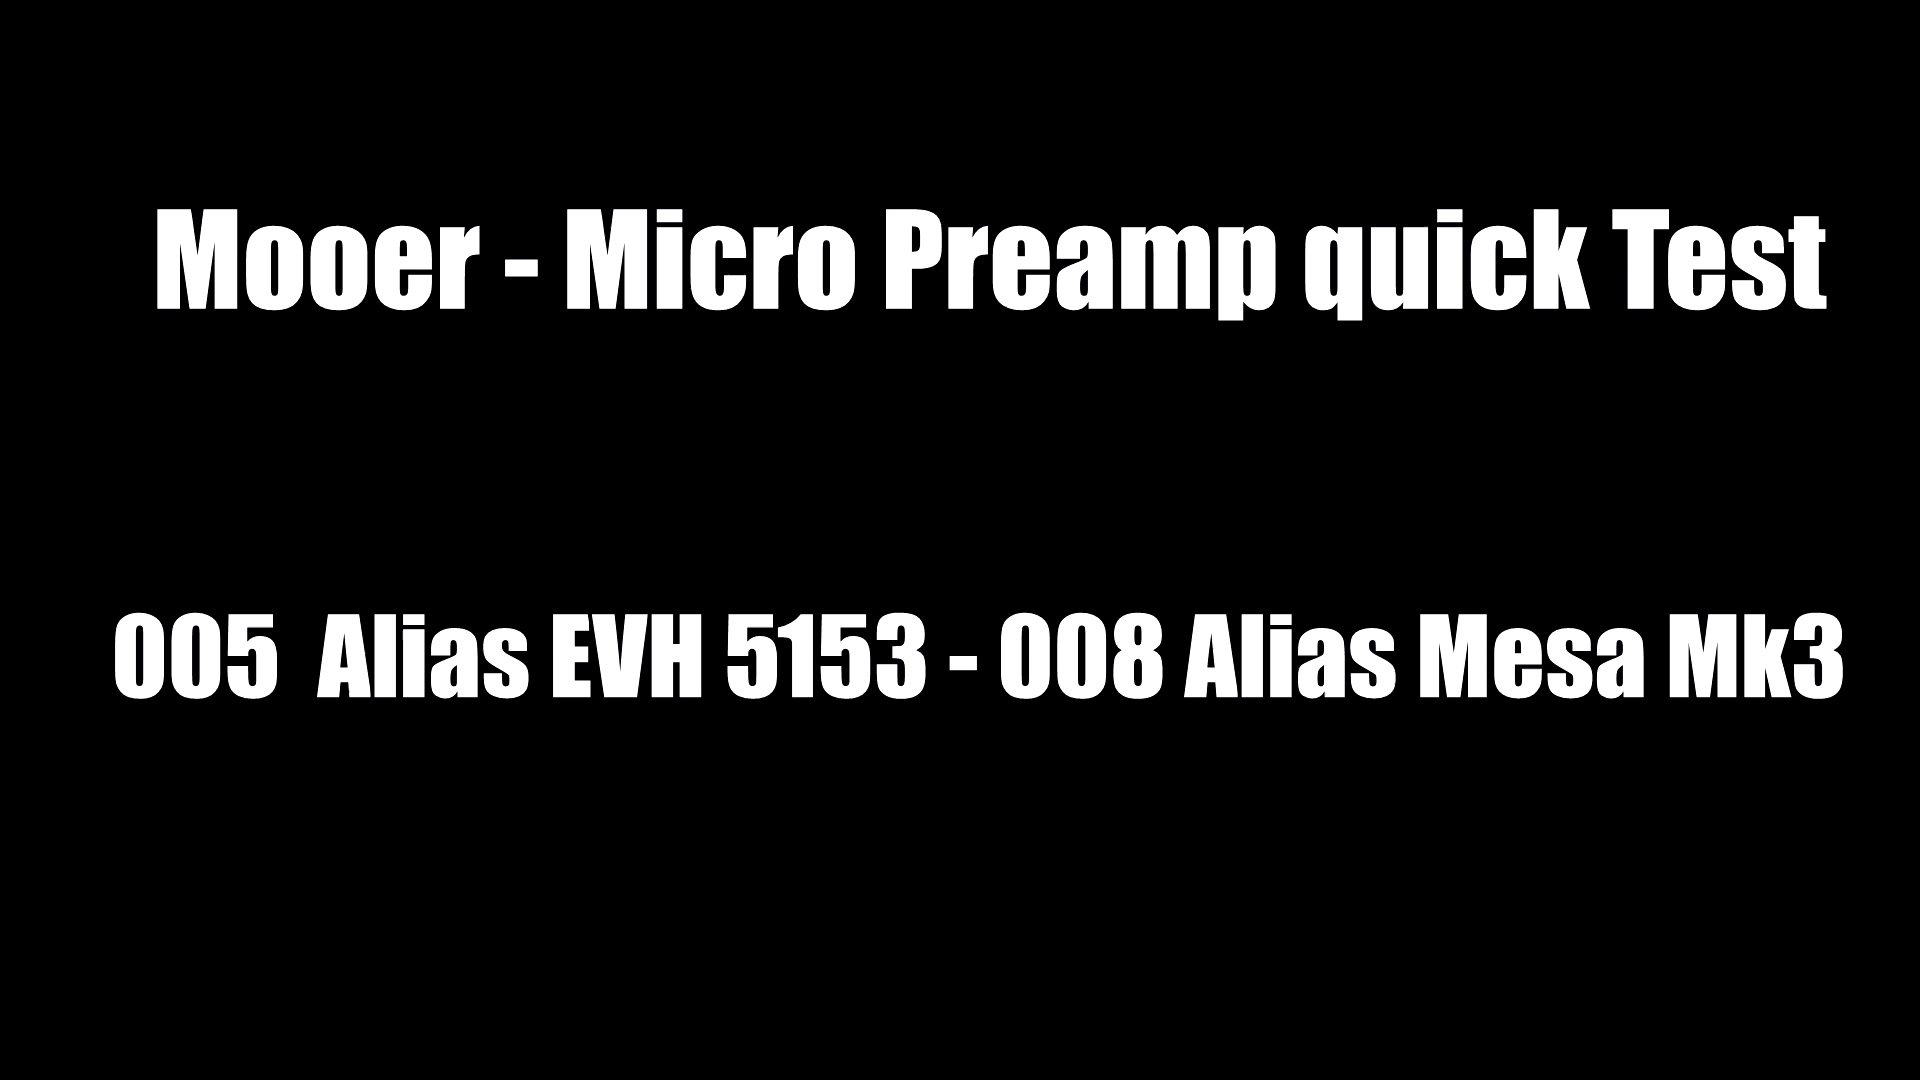 Mooer - Micro Preamp quick Test
005  Alias EVH 5153 - 008 Alias Mesa Mk3